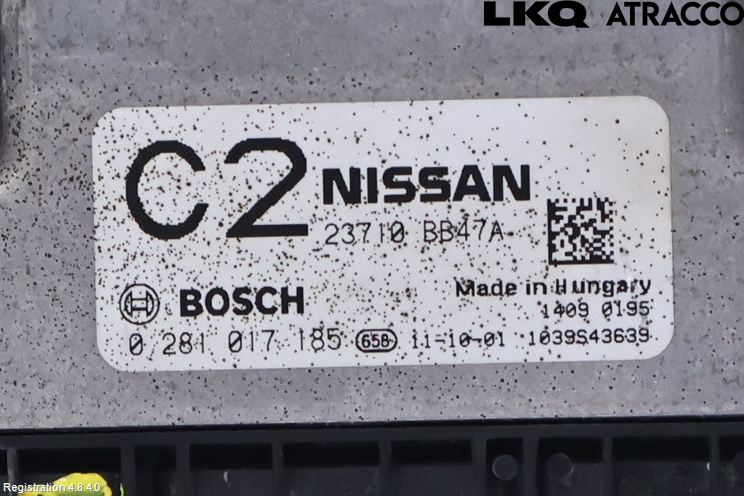 LKQ ATRACCO
C2 NISSAN
23710 BB47A
Made in Hungary
1409 0195
BOSCH
0 281 017 185 658 11-10-01 1039S43639
Registration 4.8.4.0